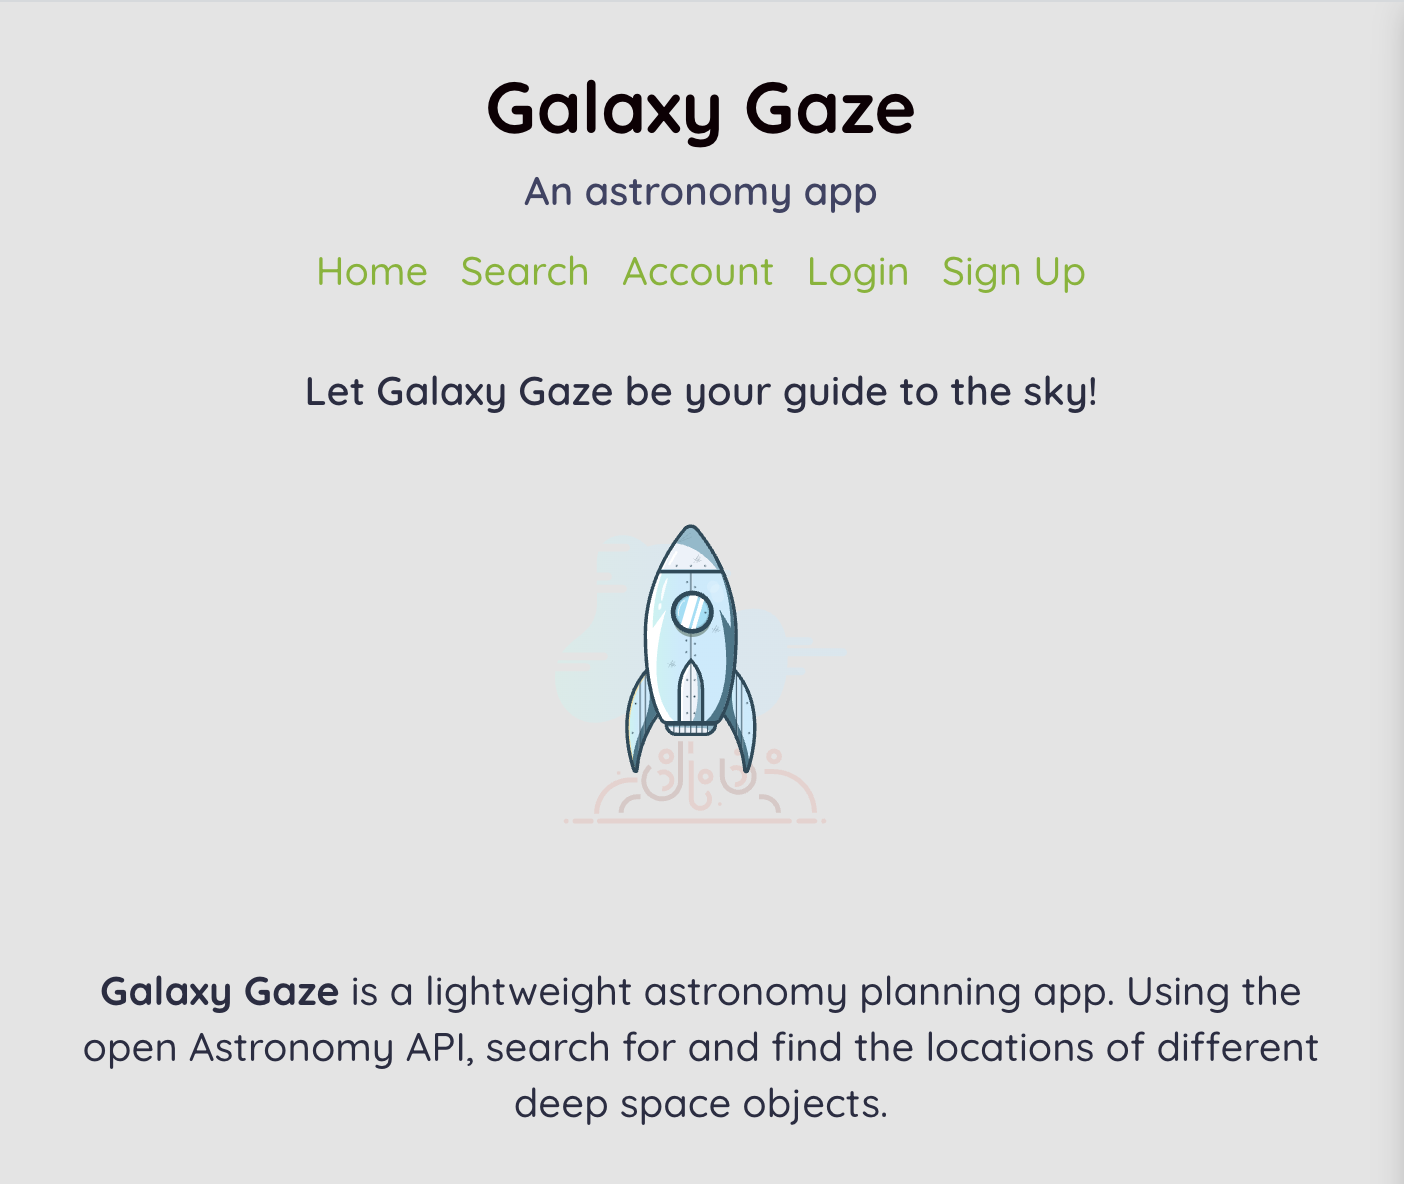 Galaxy Gaze
An astronomy app
Home Search Account Login Sign Up
Let Galaxy Gaze be your guide to the sky!
Galaxy Gaze is a lightweight astronomy planning app. Using the
open Astronomy API, search for and find the locations of different
deep space objects.